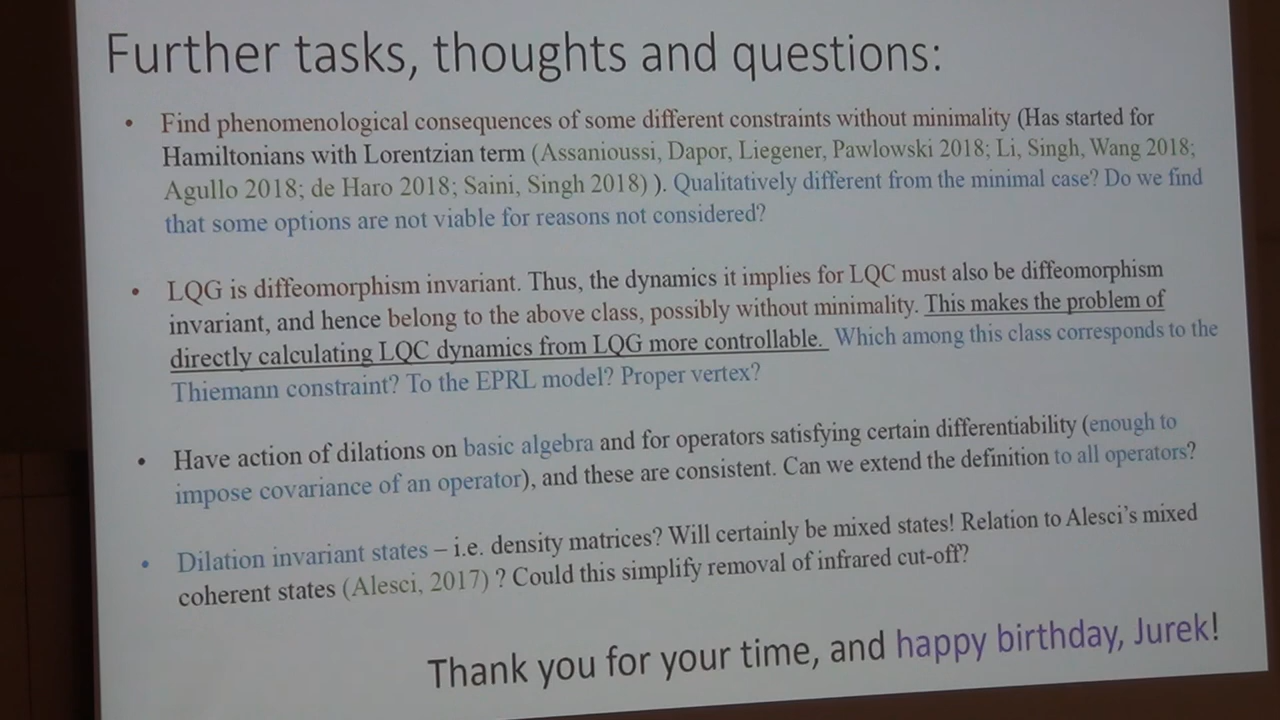 Further tasks, thoughts and questions:
• Find phenomenological consequences of some different constraints without minimality (Has started for
Hamiltonians with Lorentzian term (Assanioussi, Dapor, Liegener, Pawlowski 2018; Li, Singh, Wang 2018;
Agullo 2018; de Haro 2018; Saini, Singh 2018) ). Qualitatively different from the minimal case? Do we find
that some options are not viable for reasons not considered?
• LQG is diffeomorphism invariant. Thus, the dynamics it implies for LQC must also be diffeomorphism
invariant, and hence belong to the above class, possibly without minimality. This makes the problem of
directly calculating LQC dynamics from LQG more controllable. Which among this class corresponds to the
Thiemann constraint? To the EPRL model? Proper vertex?
• Have action of dilations on basic algebra and for operators satisfying certain differentiability (enough to
impose covariance of an operator), and these are consistent. Can we extend the definition to all operators?
• Dilation invariant states – i.e. density matrices? Will certainly be mixed states! Relation to Alesci's mixed
coherent states (Alesci, 2017) ? Could this simplify removal of infrared cut-off?
Thank you for your time, and happy birthday, Jurek!